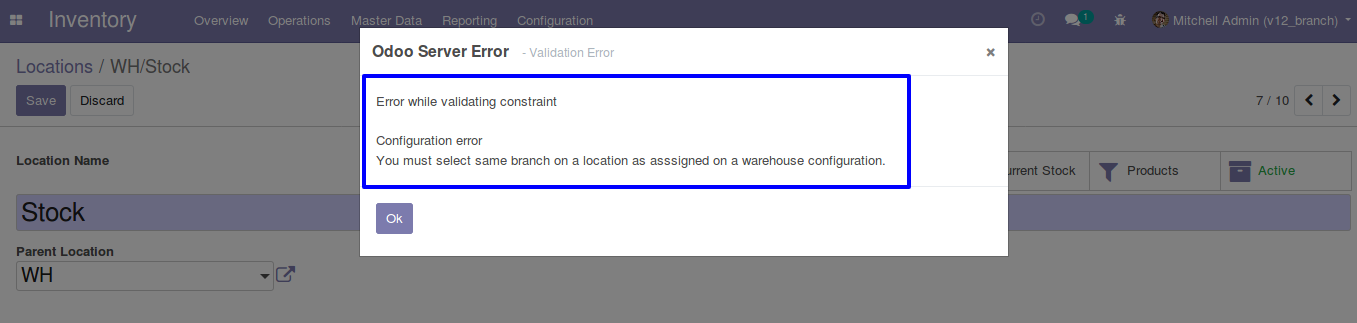 Inventory Overview Operations Master Data Reporting Configuration 1 Mitchell Admin (v12_branch)
Odoo Server Error - Validation Error ×
Locations / WH/Stock
Save Discard 7 / 10
Error while validating constraint
Configuration error
You must select same branch on a location as asssigned on a warehouse configuration.
Location Name
urrent Stock Products Active
Stock
Ok
Parent Location
WH